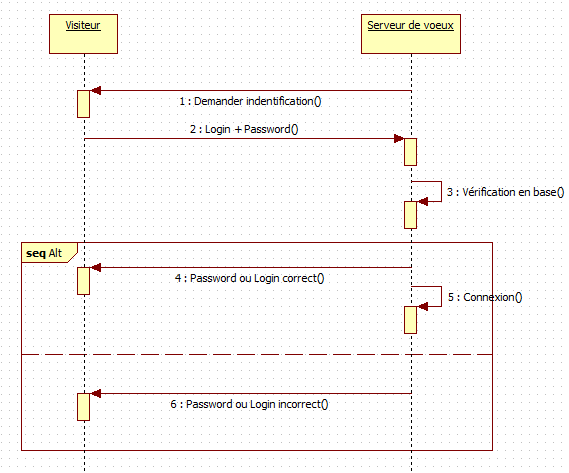 Visiteur
Serveur de voeux
1 : Demander indentification()
2 : Login + Password()
3 : Vérification en base()
seq Alt
4 : Password ou Login correct()
5 : Connexion()
6 : Password ou Login incorrect()